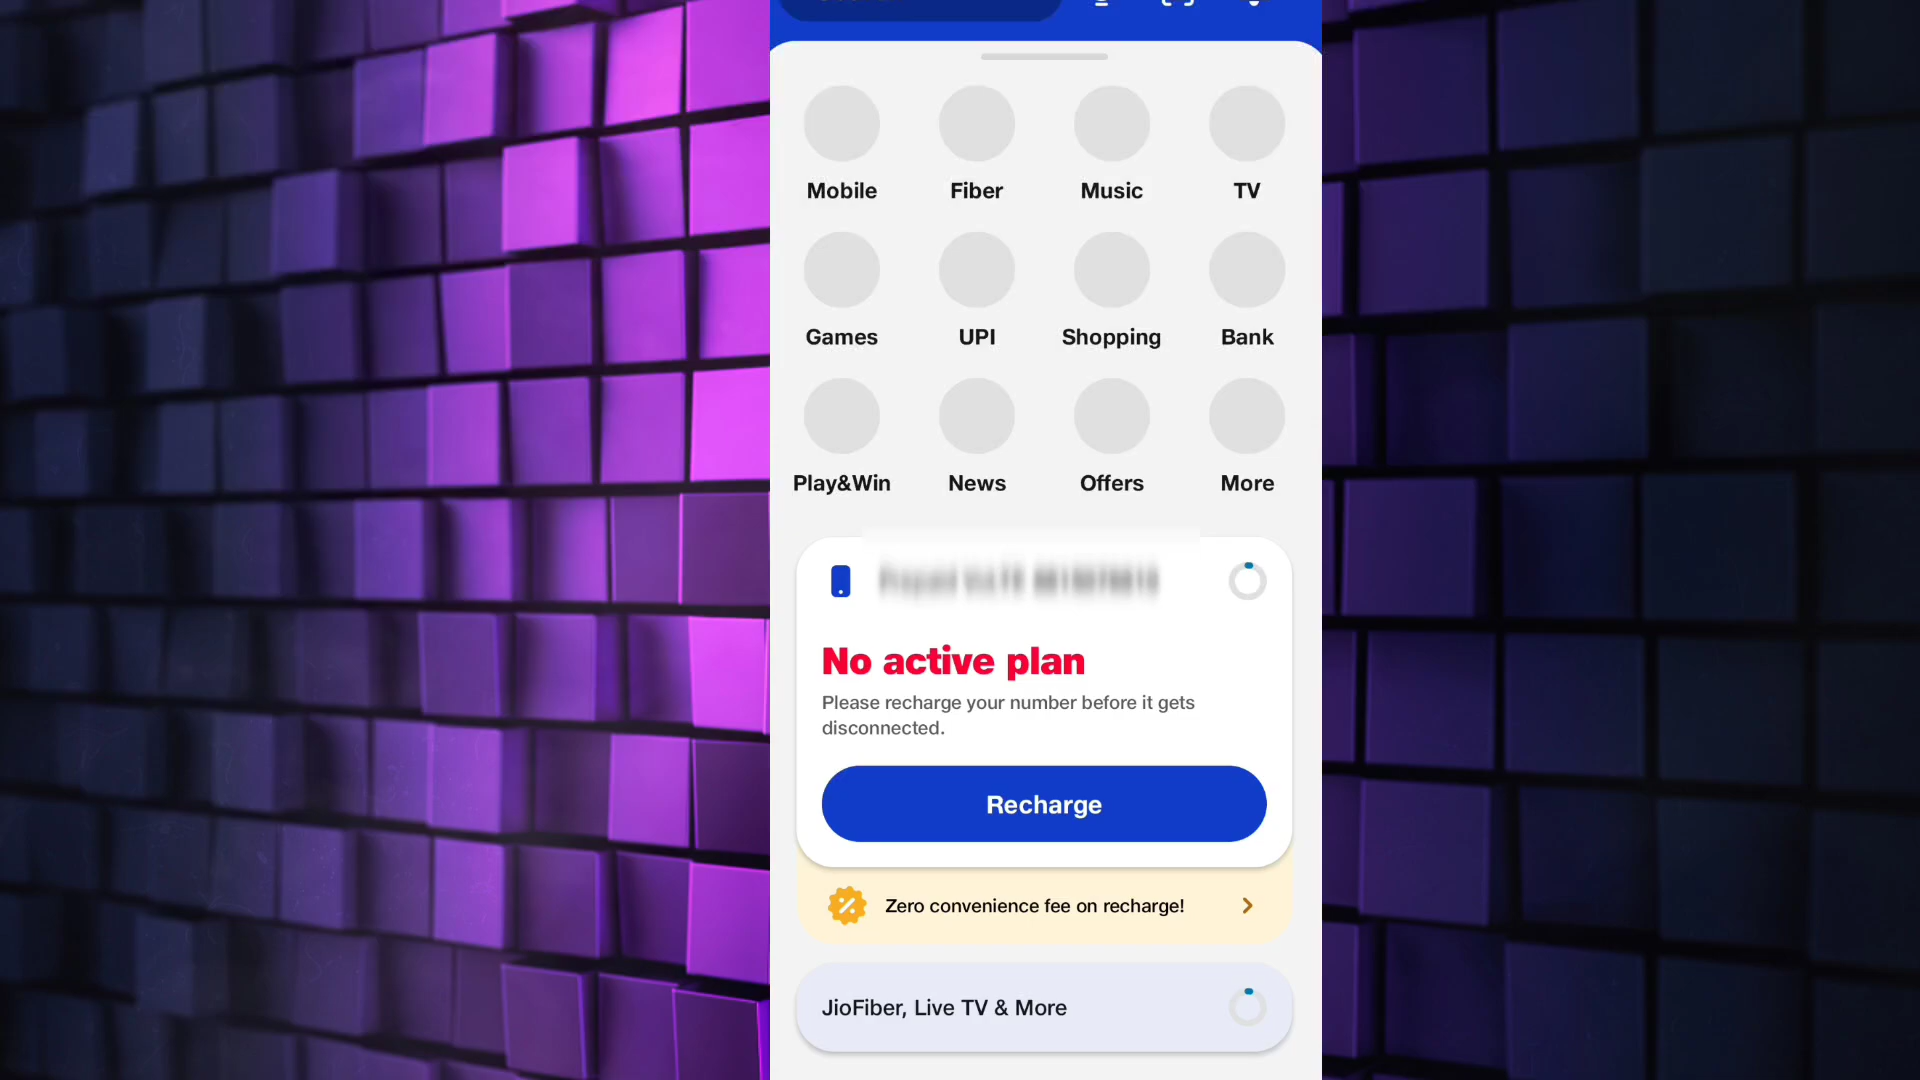 Mobile
Fiber
Music
TV
Games
UPI
Shopping
Bank
Play&Win
News
Offers
More
No active plan
Please recharge your number before it gets
disconnected.
Recharge
Zero convenience fee on recharge!
JioFiber, Live TV & More